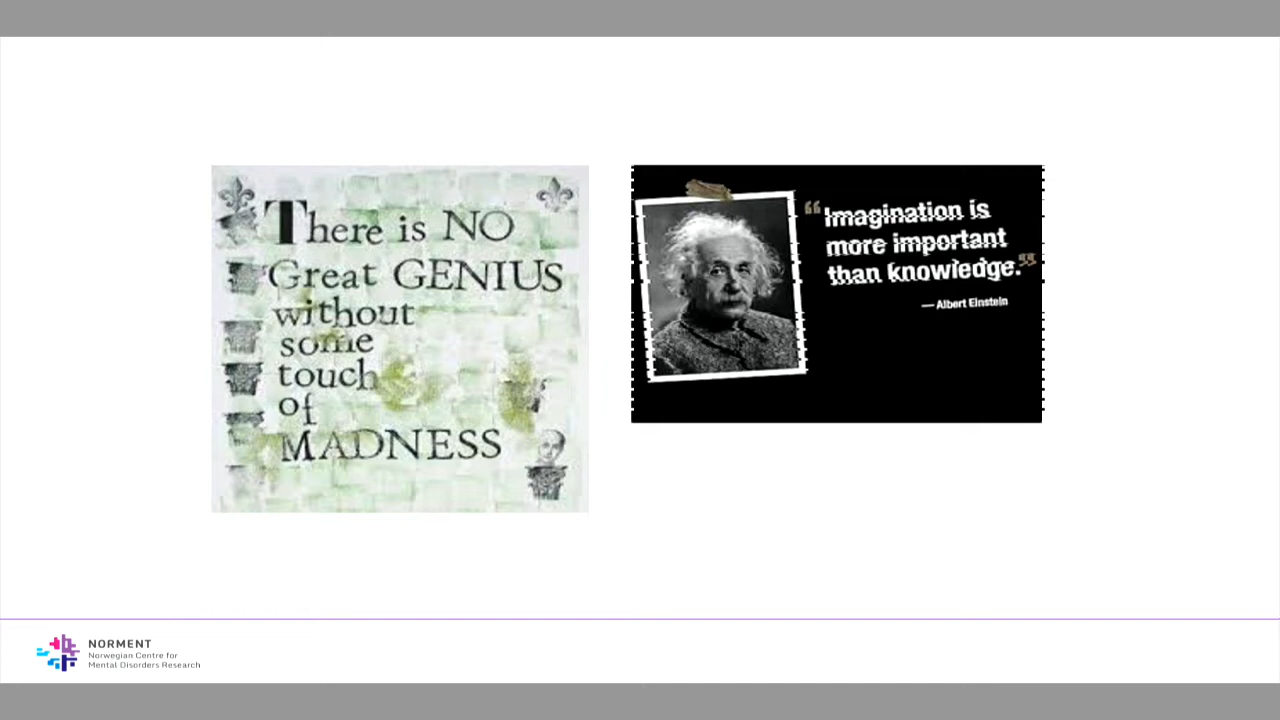 There is NO
Great GENIUS
without
some
touch
of
MADNESS
“Imagination is
more important
than knowledge.”
— Albert Einstein
NORMENT
Norwegian Centre for
Mental Disorders Research